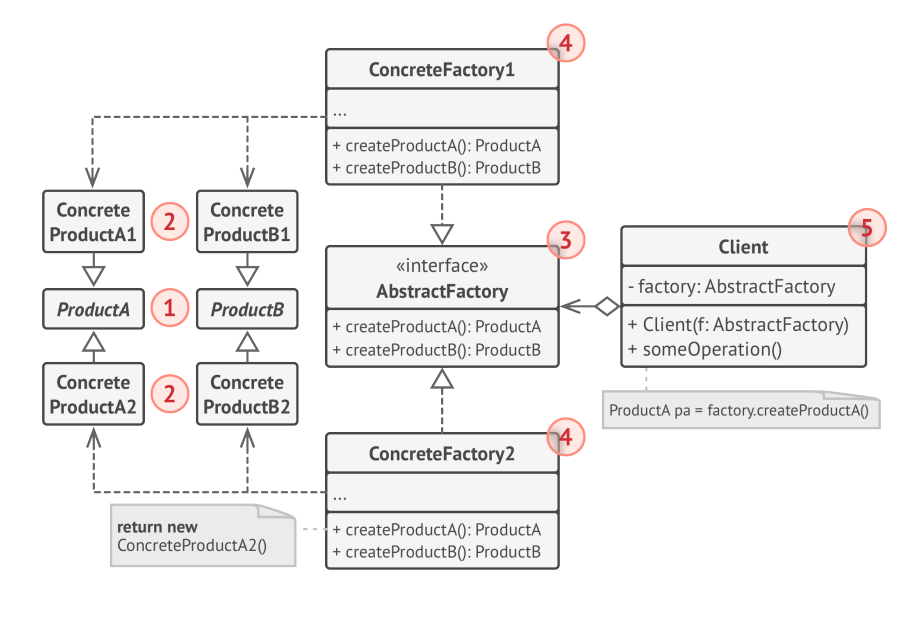 4
ConcreteFactory1
...
+ createProductA(): ProductA
+ createProductB(): ProductB
Concrete
ProductA1
2
Concrete
ProductB1
ProductA
1
ProductB
Concrete
ProductA2
2
Concrete
ProductB2
3
«interface»
AbstractFactory
+ createProductA(): ProductA
+ createProductB(): ProductB
5
Client
- factory: AbstractFactory
+ Client(f: AbstractFactory)
+ someOperation()
ProductA pa = factory.createProductA()
4
ConcreteFactory2
...
+ createProductA(): ProductA
+ createProductB(): ProductB
return new
ConcreteProductA2()